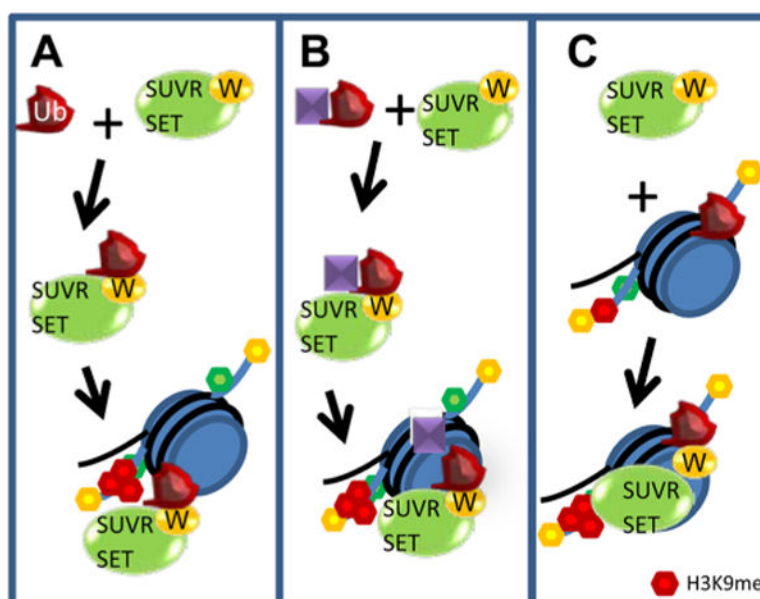 A
SUVR W
SET
Ub +
SUVR W
SET
SUVR
SET W
B
+ SUVR W
SET
SUVR W
SET
SUVR W
SET
C
SUVR W
SET
+
W
SUVR
SET
H3K9me